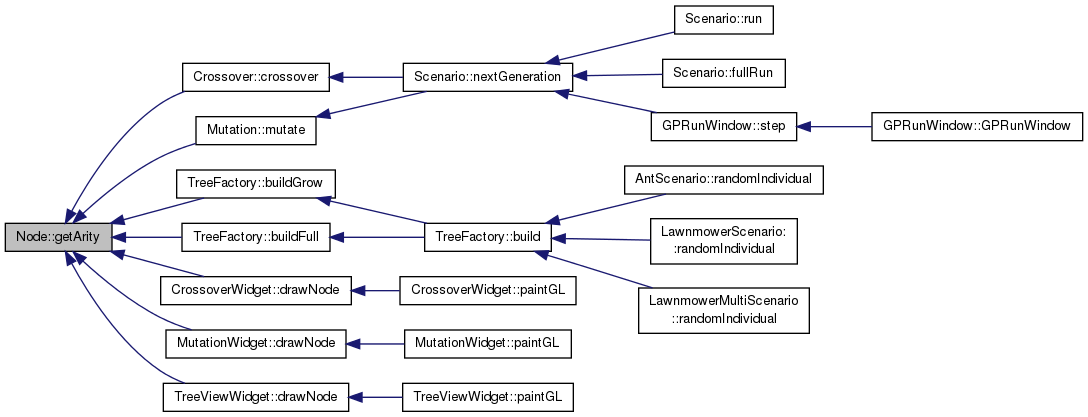 Scenario::run
Crossover::crossover
Scenario::nextGeneration
Scenario::fullRun
Mutation::mutate
GPRunWindow::step
GPRunWindow::GPRunWindow
TreeFactory::buildGrow
AntScenario::randomIndividual
Node::getArity
TreeFactory::buildFull
TreeFactory::build
LawnmowerScenario:
:randomIndividual
CrossoverWidget::drawNode
CrossoverWidget::paintGL
LawnmowerMultiScenario
::randomIndividual
MutationWidget::drawNode
MutationWidget::paintGL
TreeViewWidget::drawNode
TreeViewWidget::paintGL